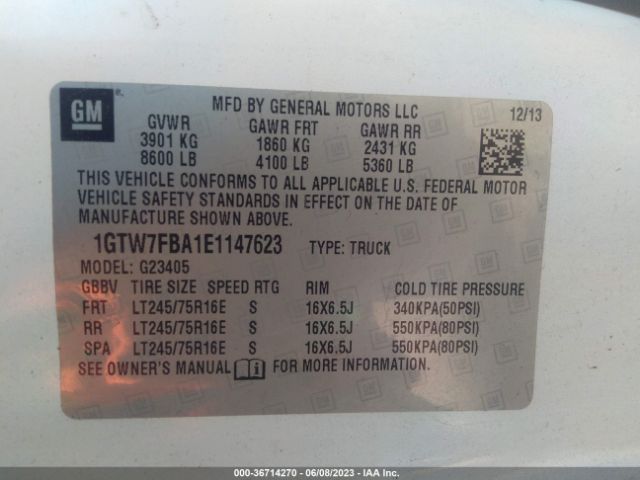 GM
MFD BY GENERAL MOTORS LLC
12/13
GVWR GAWR FRT GAWR RR
3901 KG 1860 KG 2431 KG
8600 LB 4100 LB 5360 LB
THIS VEHICLE CONFORMS TO ALL APPLICABLE U.S. FEDERAL MOTOR
VEHICLE SAFETY STANDARDS IN EFFECT ON THE DATE OF
MANUFACTURE SHOWN ABOVE.
1GTW7FBA1E1147623 TYPE: TRUCK
MODEL: G23405
GBBV TIRE SIZE SPEED RTG RIM COLD TIRE PRESSURE
FRT LT245/75R16E S 16X6.5J 340KPA(50PSI)
RR LT245/75R16E S 16X6.5J 550KPA(80PSI)
SPA LT245/75R16E S 16X6.5J 550KPA(80PSI)
SEE OWNER'S MANUAL i FOR MORE INFORMATION.
000-36714270 - 06/08/2023 - IAA Inc.